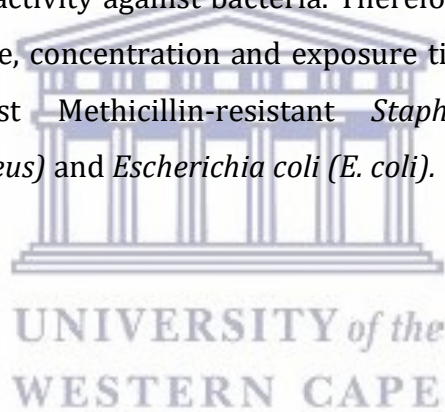 activity against bacteria. Therefo
e, concentration and exposure ti
st Methicillin-resistant Staph
eus) and Escherichia coli (E. coli).
UNIVERSITY of the
WESTERN CAPE